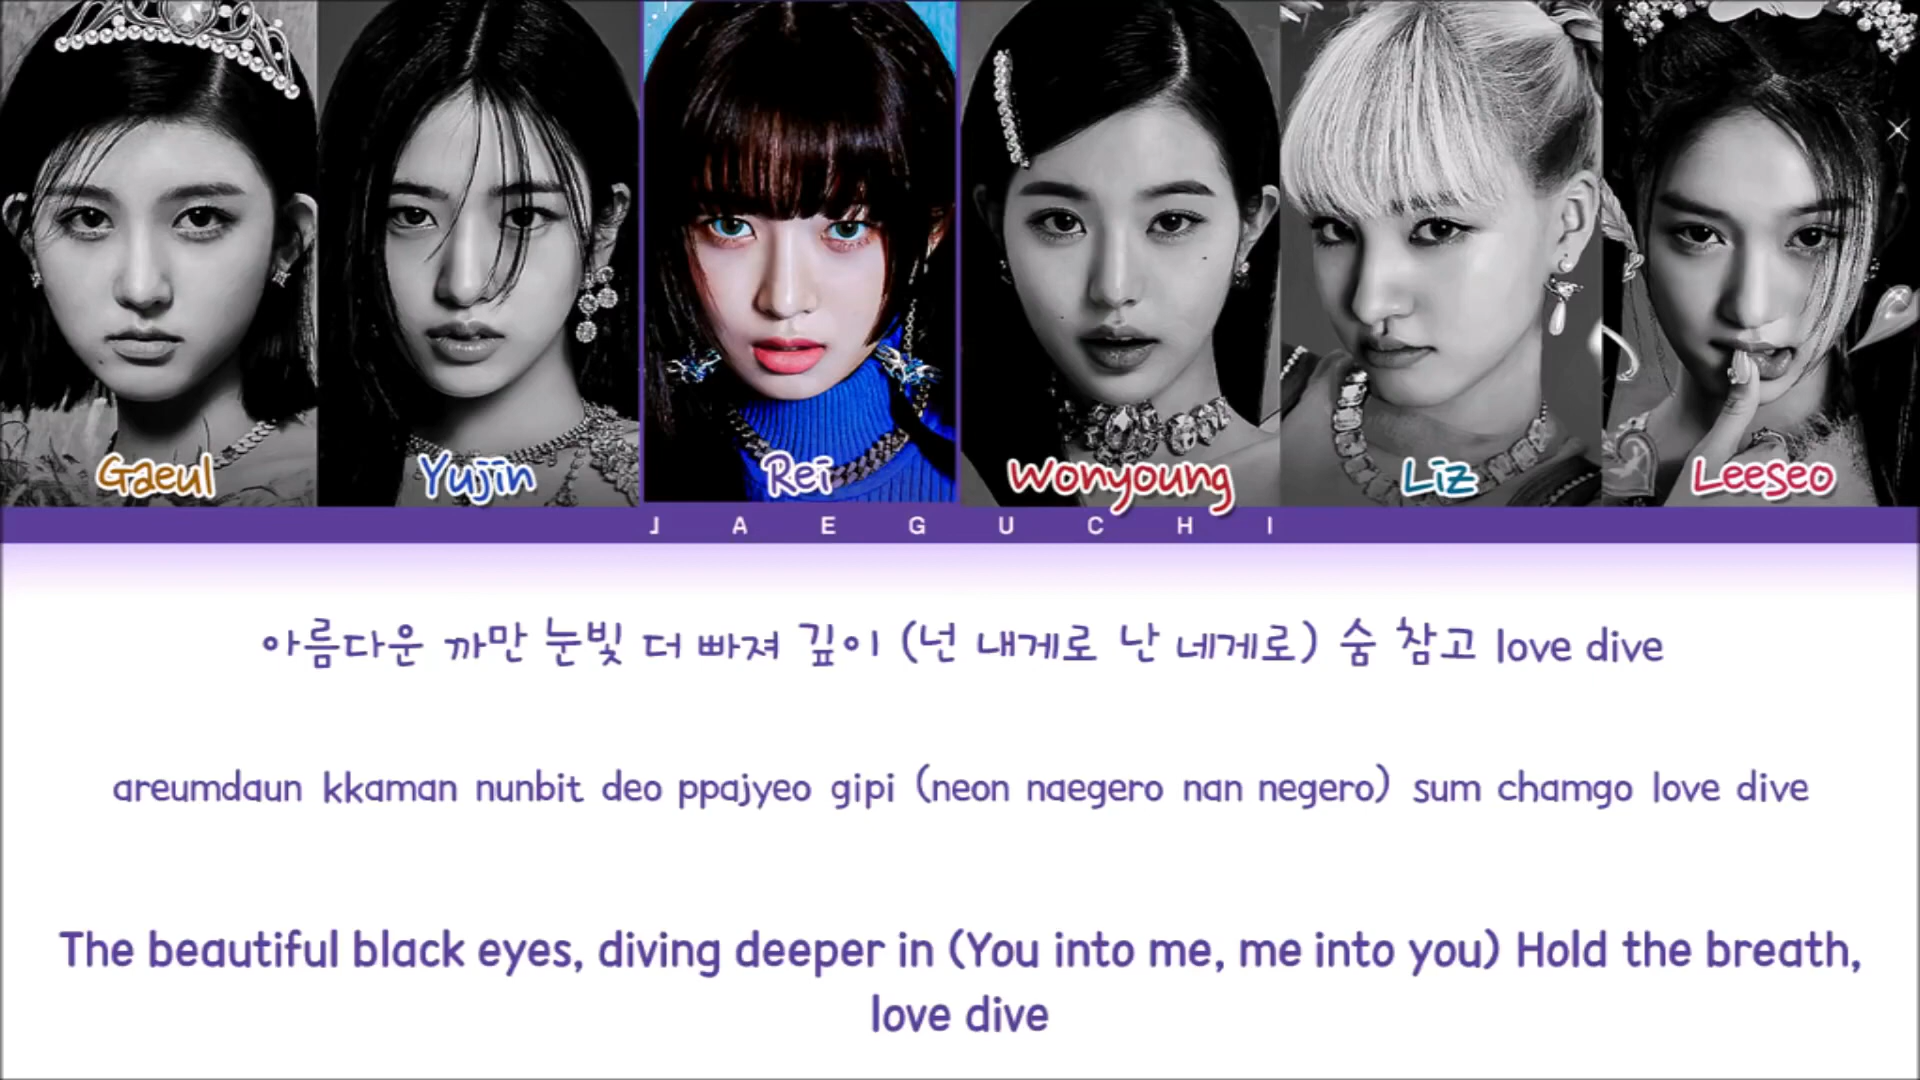 Gaeul Yujin Rei Wonyoung Liz Leeseo
JAEGUCHI
아름다운 까만 눈빛 더 빠져 깊이 (넌 내게로 난 네게로) 숨 참고 love dive
areumdaun kkaman nunbit deo ppajyeo gipi (neon naegero nan negero) sum chamgo love dive
The beautiful black eyes, diving deeper in (You into me, me into you) Hold the breath,
love dive